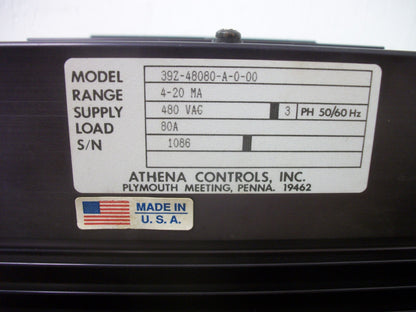 MODEL 39Z-48080-A-0-00
RANGE 4-20 MA
SUPPLY 480 VAC 3 PH 50/60 Hz
LOAD 80A
S/N 1086
ATHENA CONTROLS, INC.
PLYMOUTH MEETING, PENNA. 19462
MADE IN
U.S.A.